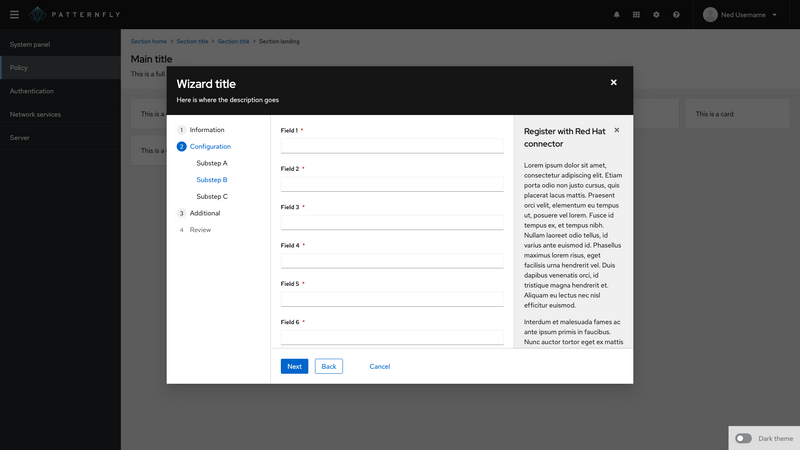 PATTERNFLY
Ned Username
System panel
Policy
Authentication
Network services
Server
Section home > Section title > Section title > Section landing
Main title
This is a full
This is a
This is a card
This is a
Wizard title
Here is where the description goes
1 Information
2 Configuration
Substep A
Substep B
Substep C
3 Additional
4 Review
Field 1 *
Field 2 *
Field 3 *
Field 4 *
Field 5 *
Field 6 *
Register with Red Hat
connector
Lorem ipsum dolor sit amet,
consectetur adipiscing elit. Etiam
porta odio non justo cursus, quis
placerat lacus mattis. Praesent
orci velit, elementum eu tempus
ut, posuere vel lorem. Fusce id
tempus ex, et tempus nibh.
Nullam laoreet odio tellus, id
varius ante euismod id. Phasellus
maximus lorem risus, eget
facilisis urna hendrerit vel. Duis
dapibus venenatis orci, id
tristique magna hendrerit et.
Aliquam eu lectus nec nisl
efficitur euismod.
Interdum et malesuada fames ac
ante ipsum primis in faucibus.
Nunc auctor tortor eget ex mattis
Next
Back
Cancel
Dark theme